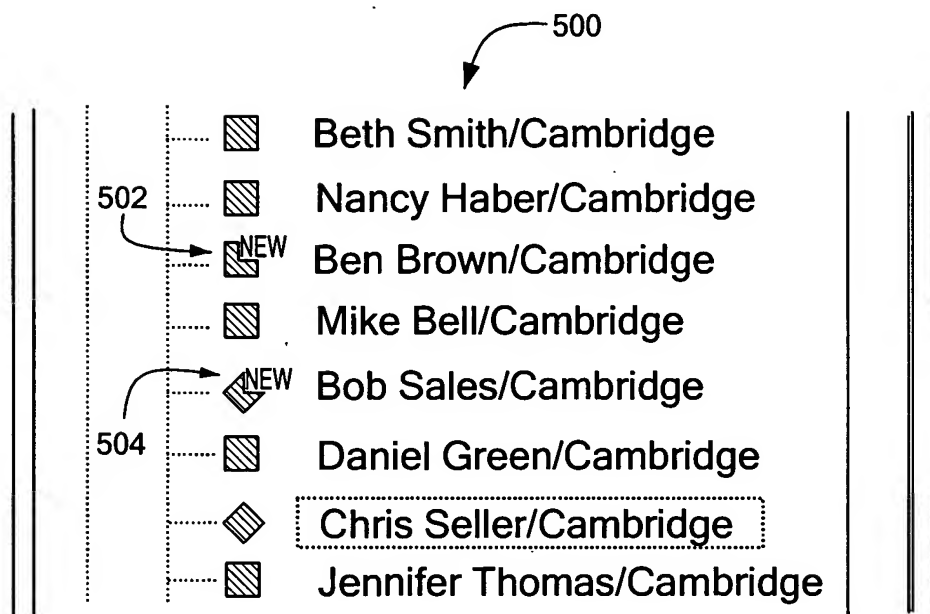 500
Beth Smith/Cambridge
502 Nancy Haber/Cambridge
NEW Ben Brown/Cambridge
Mike Bell/Cambridge
NEW Bob Sales/Cambridge
504 Daniel Green/Cambridge
Chris Seller/Cambridge
Jennifer Thomas/Cambridge